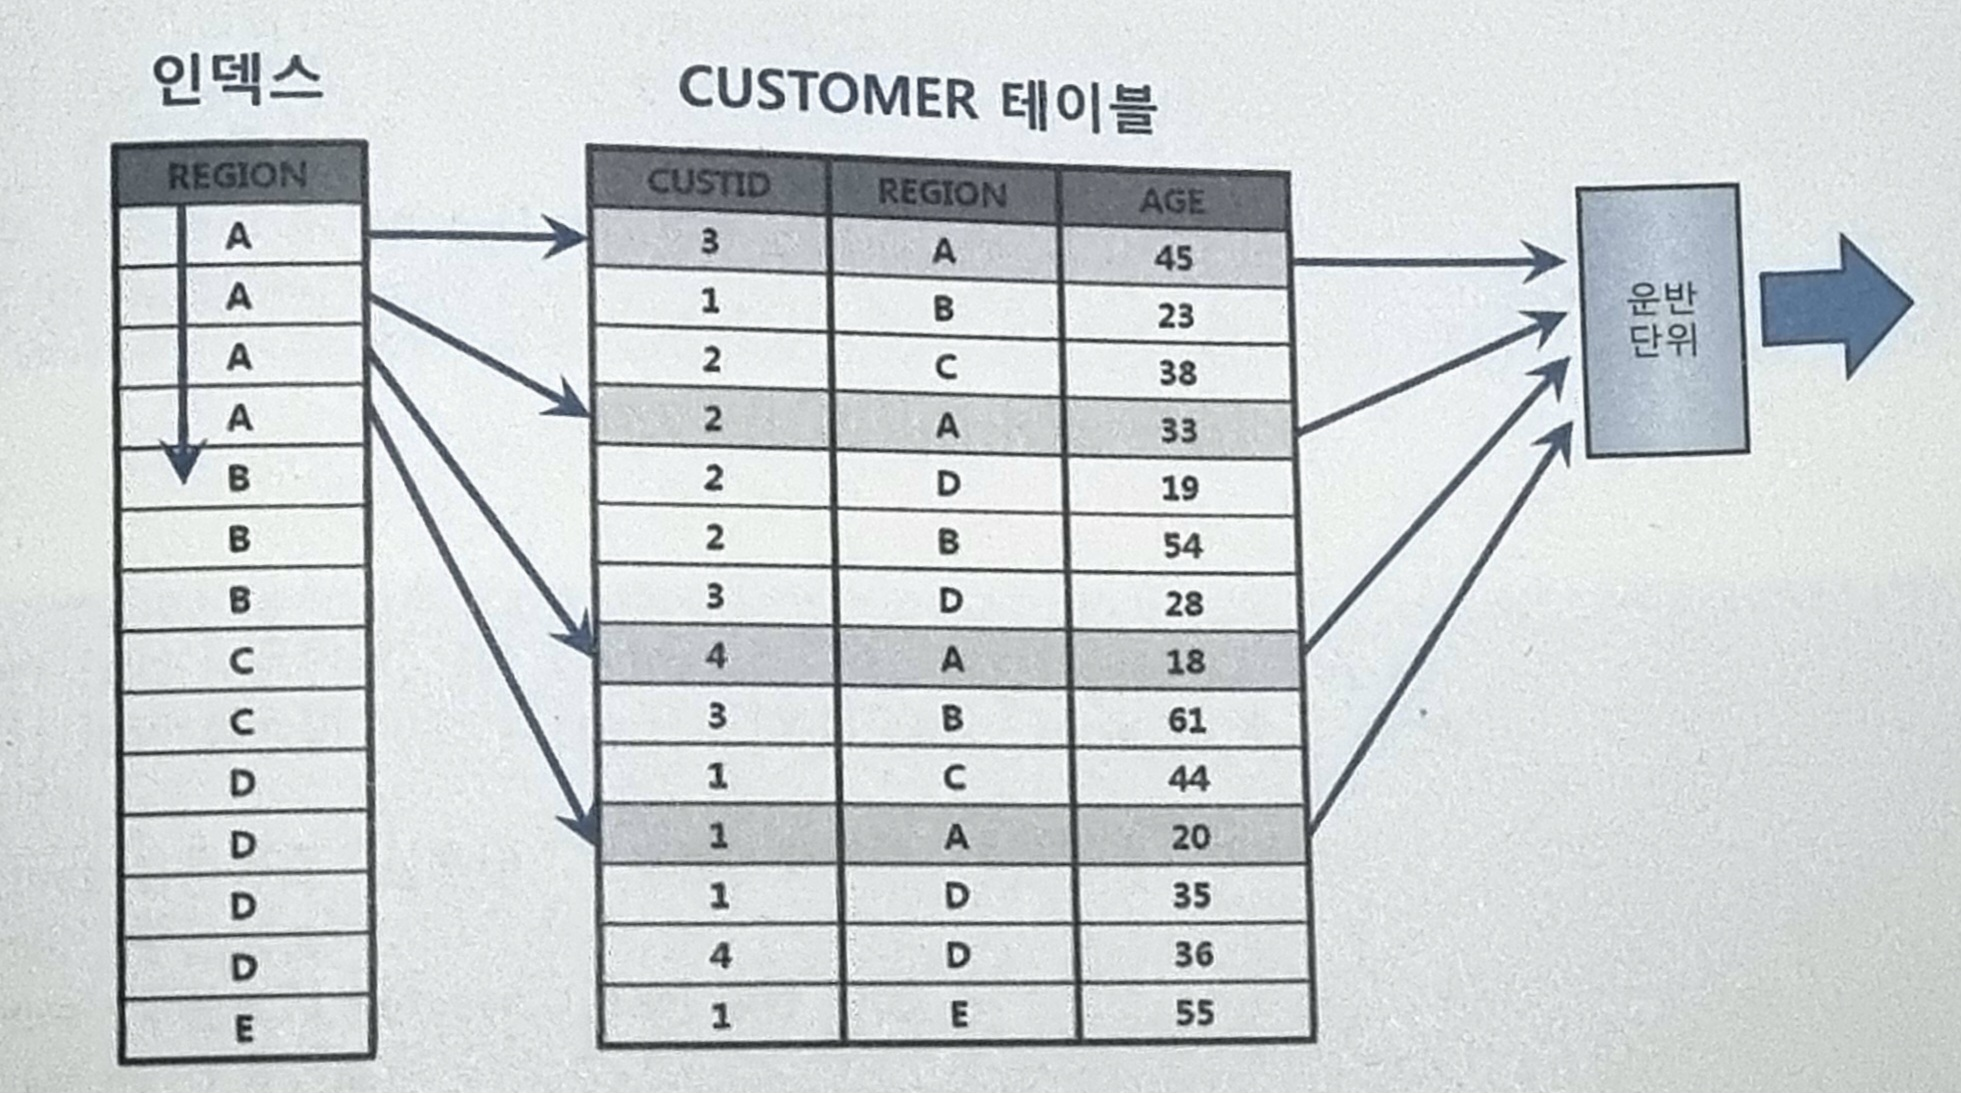 인덱스
CUSTOMER 테이블
REGION
A
A
A
A
B
B
B
C
C
D
D
D
D
E
CUSTID REGION AGE
3 A 45
1 B 23
2 C 38
2 A 33
2 D 19
2 B 54
3 D 28
4 A 18
3 B 61
1 C 44
1 A 20
1 D 35
4 D 36
1 E 55
운반
단위